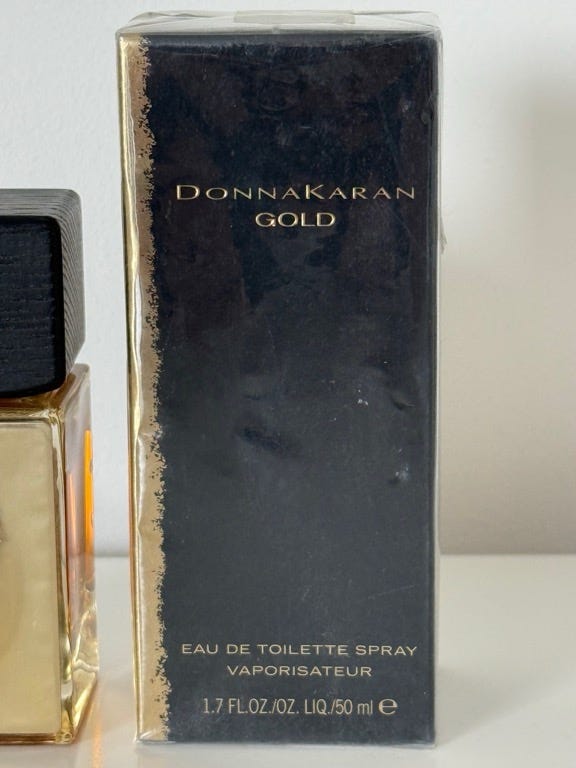 DONNAKARAN
GOLD
EAU DE TOILETTE SPRAY
VAPORISATEUR
1.7 FL.OZ./OZ. LIQ./50 ml ℮